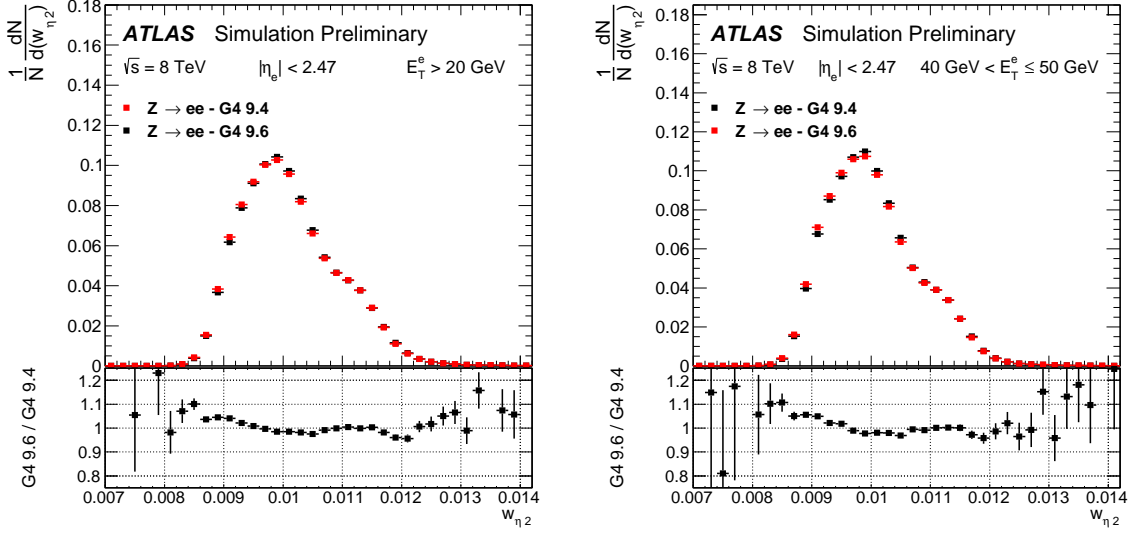 1/N dN/d(w_η2)
0.18
0.16
0.14
0.12
0.1
0.08
0.06
0.04
0.02
0
ATLAS Simulation Preliminary
√s = 8 TeV |η_e| < 2.47 E_T^e > 20 GeV
Z → ee - G4 9.4
Z → ee - G4 9.6
G4 9.6 / G4 9.4
1.2
1.1
1
0.9
0.8
0.007 0.008 0.009 0.01 0.011 0.012 0.013 0.014
w_η 2
1/N dN/d(w_η2)
0.18
0.16
0.14
0.12
0.1
0.08
0.06
0.04
0.02
0
ATLAS Simulation Preliminary
√s = 8 TeV |η_e| < 2.47 40 GeV < E_T^e ≤ 50 GeV
Z → ee - G4 9.4
Z → ee - G4 9.6
G4 9.6 / G4 9.4
1.2
1.1
1
0.9
0.8
0.007 0.008 0.009 0.01 0.011 0.012 0.013 0.014
w_η 2